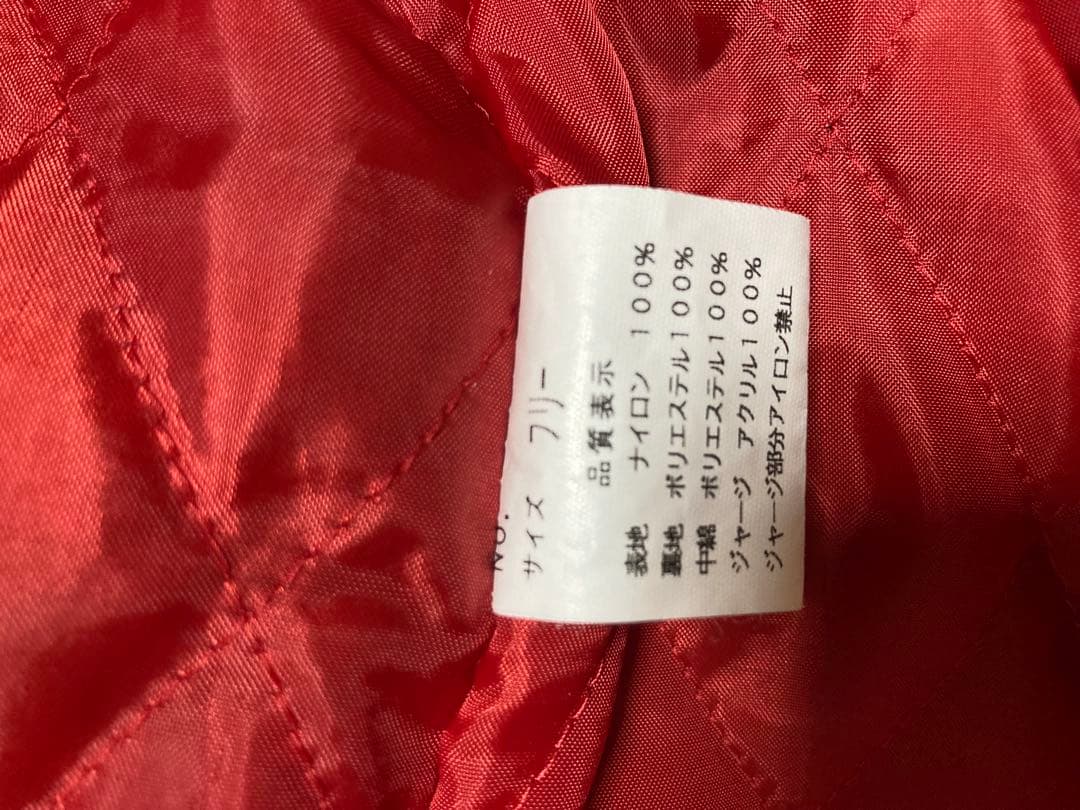 No.
サイズ フリー
品質表示
表地 ナイロン 100%
裏地 ポリエステル100%
中綿 ポリエステル100%
ジャージ アクリル100%
ジャージ部分アイロン禁止